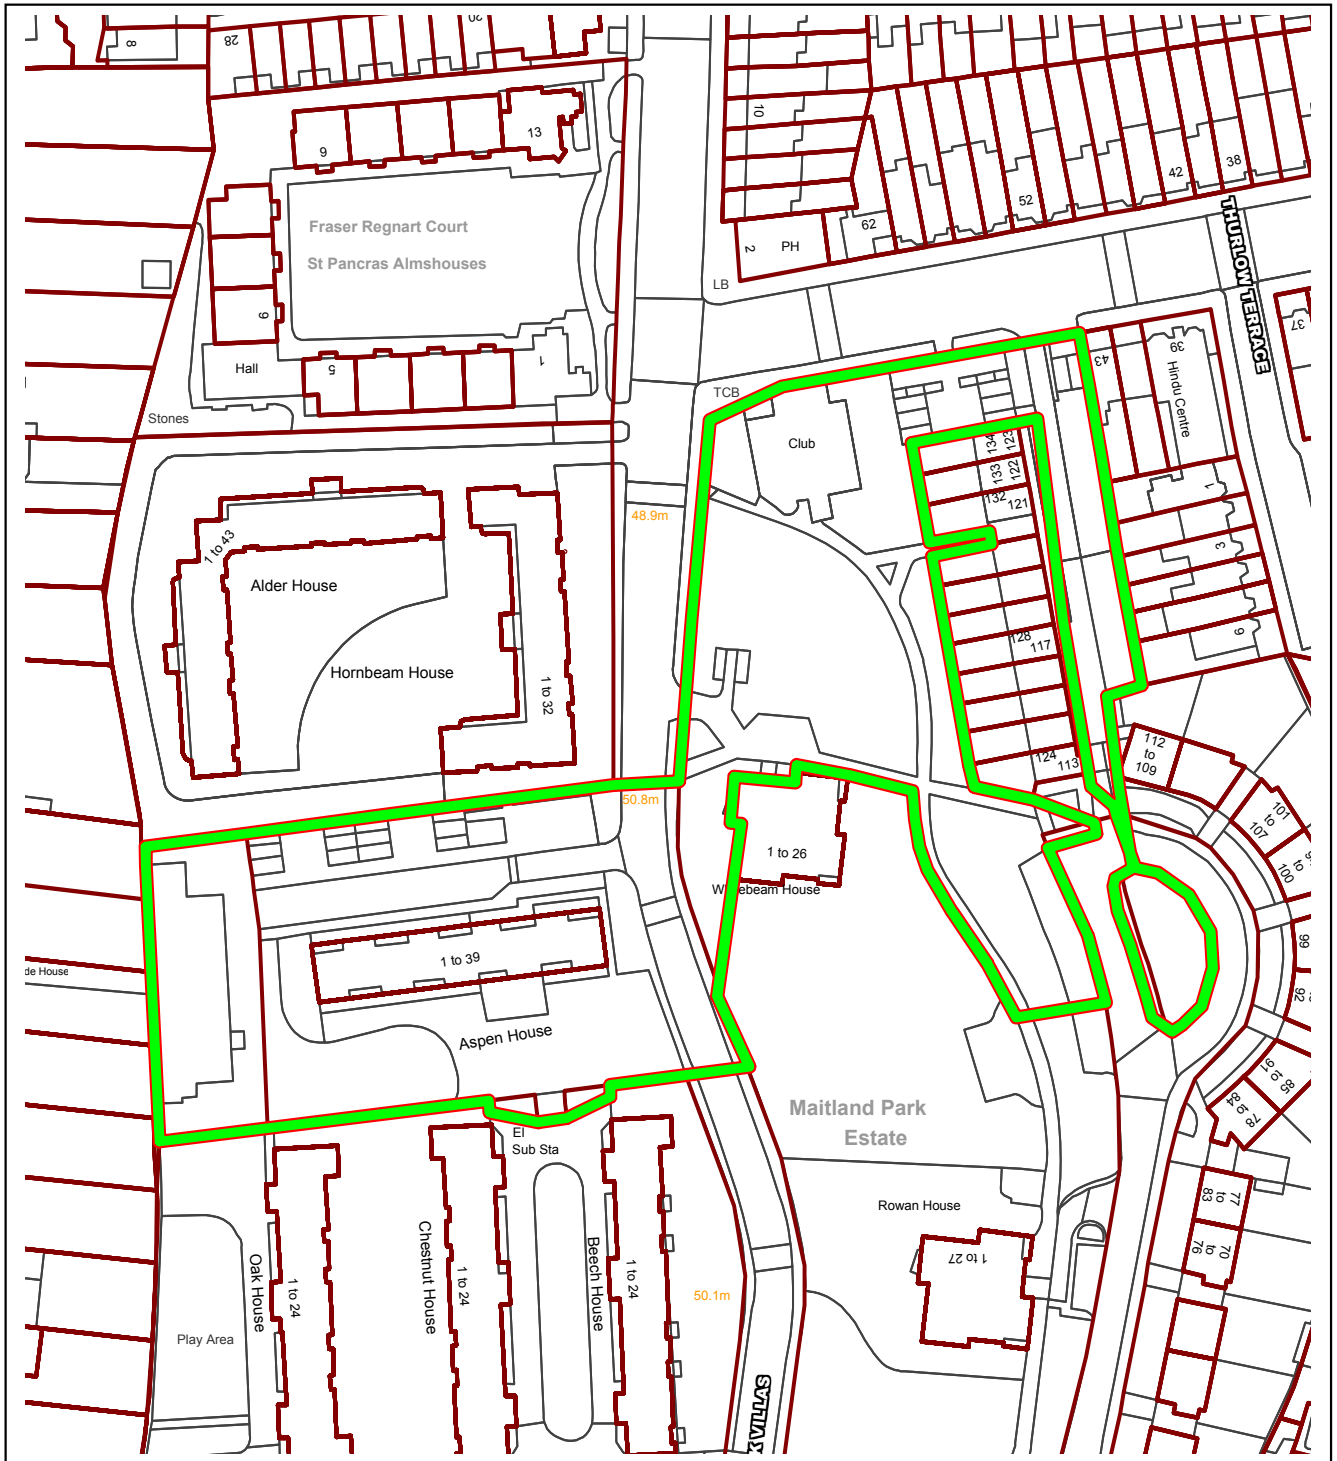 8
28
20
10
13
9
38
42
52
62
2
PH
THURLOW TERRACE
Fraser Regnart Court
St Pancras Almshouses
LB
6
Hall
5
1
37
39
43
Hindu Centre
TCB
Stones
Club
134
123
133
122
132
121
1
3
48.9m
1 to 43
Alder House
Hornbeam House
1 to 32
128
117
6
124
113
112
to
109
50.8m
101
to
107
1 to 26
to
100
1 to 39
Aspen House
99
92
de House
85
to 91
78
to 84
Maitland Park
Estate
El
Sub Sta
77
to
83
70
to
76
Rowan House
1 to 27
Oak House
1 to 24
Chestnut House
1 to 24
Beech House
1 to 24
50.1m
Play Area
K VILLAS